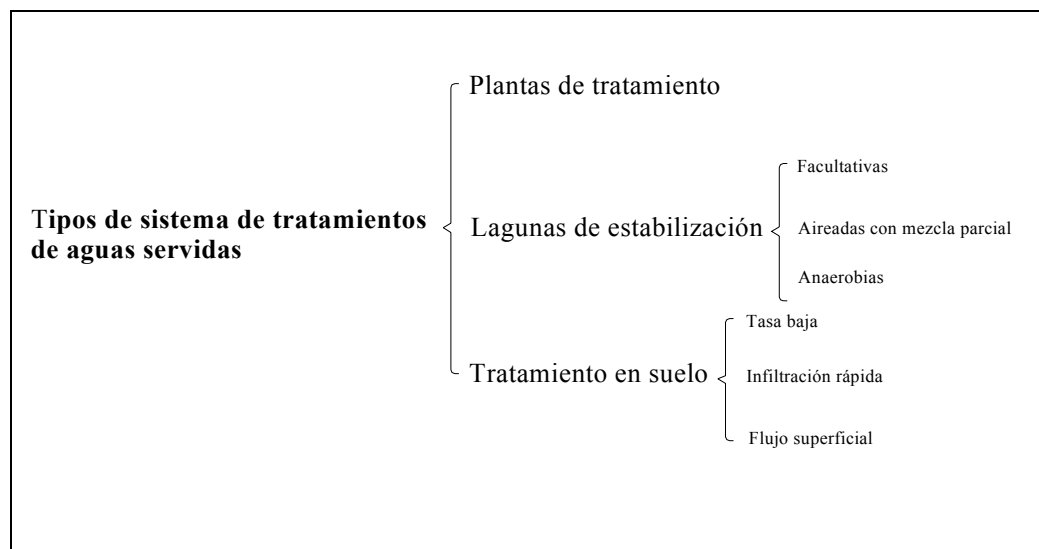 Plantas de tratamiento
Facultativas
Tipos de sistema de tratamientos
de aguas servidas
Lagunas de estabilización
Aireadas con mezcla parcial
Anaerobias
Tasa baja
Tratamiento en suelo
Infiltración rápida
Flujo superficial